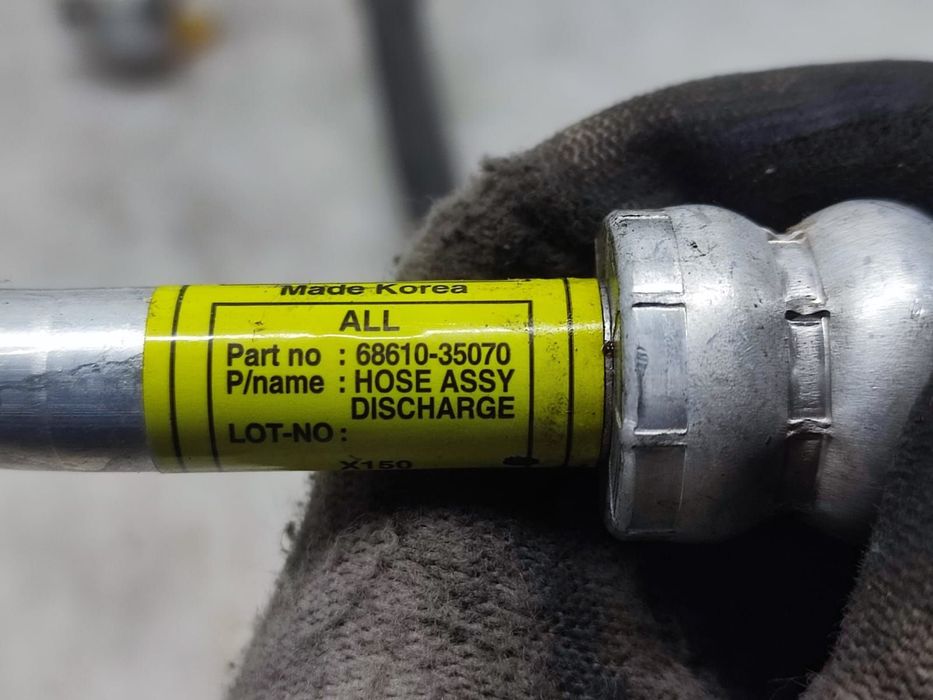 Made Korea
ALL
Part no : 68610-35070
P/name : HOSE ASSY
DISCHARGE
LOT-NO :
X150